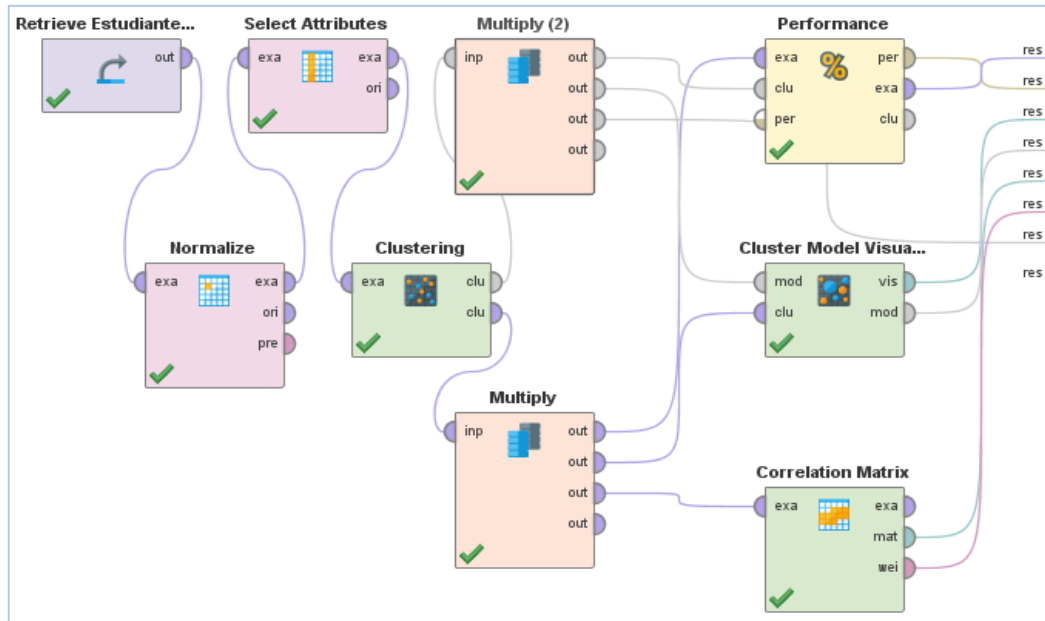 Retrieve Estudiante...
out
Select Attributes
exa
exa
ori
Multiply (2)
inp
out
out
out
out
Performance
exa
per
clu
exa
per
clu
res
res
res
res
res
res
res
res
Normalize
exa
exa
ori
pre
Clustering
exa
clu
clu
Cluster Model Visua...
mod
vis
clu
mod
Multiply
inp
out
out
out
out
Correlation Matrix
exa
exa
mat
wei